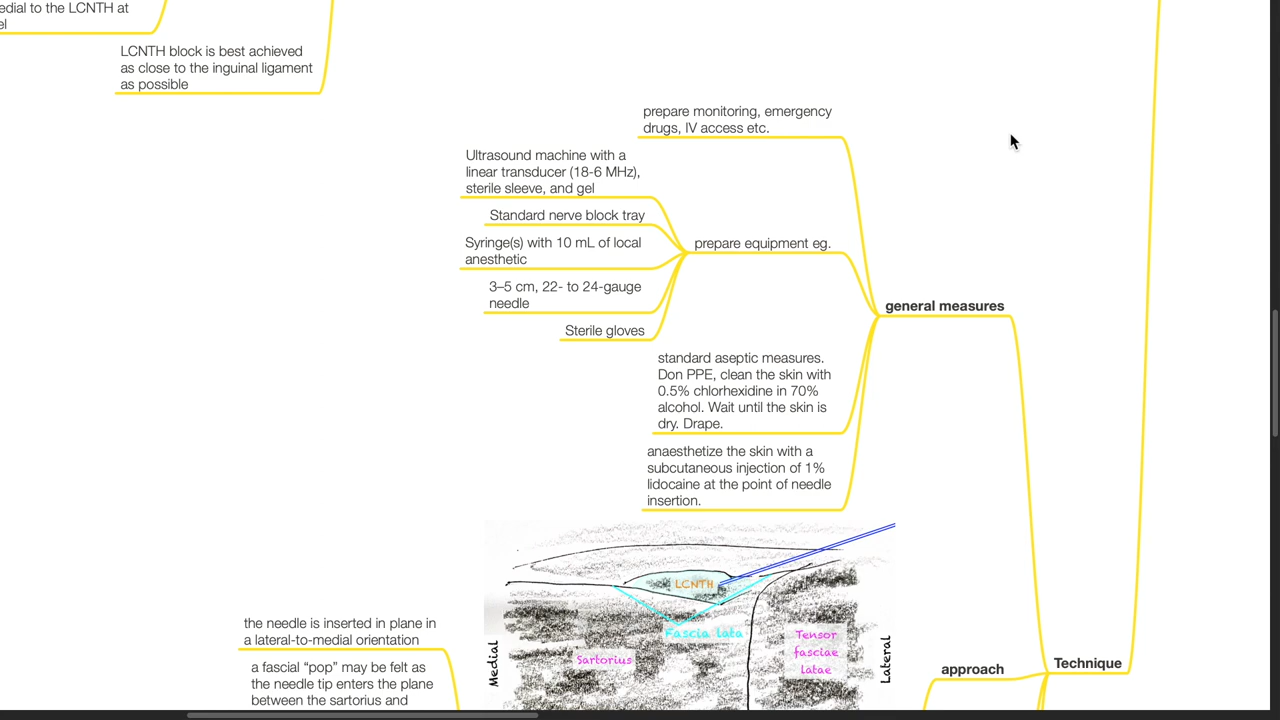 edial to the LCNTH at
el
LCNTH block is best achieved
as close to the inguinal ligament
as possible
prepare monitoring, emergency
drugs, IV access etc.
Ultrasound machine with a
linear transducer (18-6 MHz),
sterile sleeve, and gel
Standard nerve block tray
Syringe(s) with 10 mL of local
anesthetic
3–5 cm, 22- to 24-gauge
needle
Sterile gloves
prepare equipment eg.
general measures
standard aseptic measures.
Don PPE, clean the skin with
0.5% chlorhexidine in 70%
alcohol. Wait until the skin is
dry. Drape.
anaesthetize the skin with a
subcutaneous injection of 1%
lidocaine at the point of needle
insertion.
LCNTH
Fascia lata
Sartorius
Tensor
fasciae
latae
Medial
Lateral
the needle is inserted in plane in
a lateral-to-medial orientation
a fascial “pop” may be felt as
the needle tip enters the plane
between the sartorius and
approach
Technique